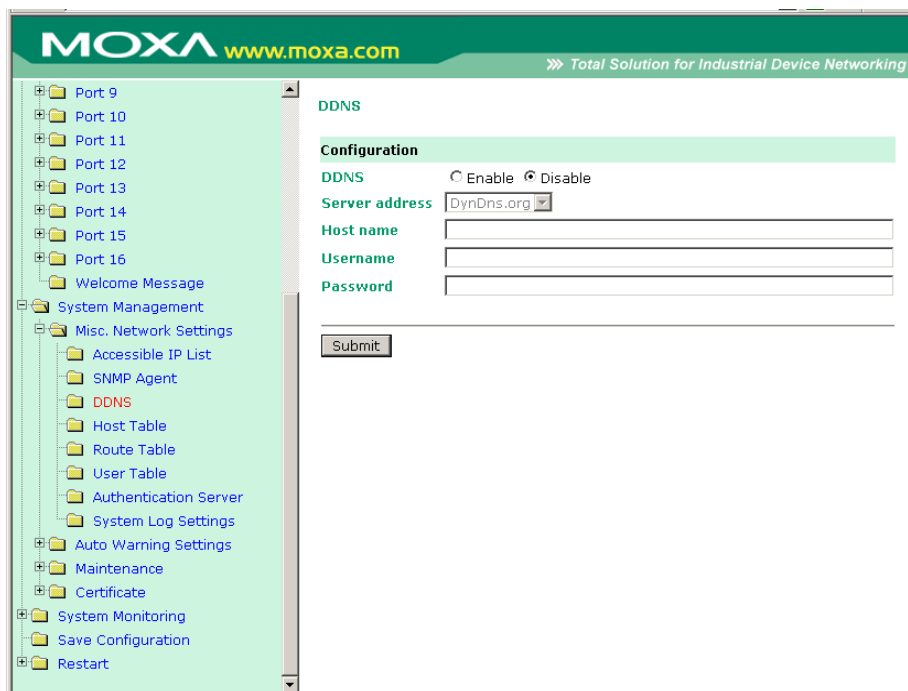 MOXA www.moxa.com
Total Solution for Industrial Device Networking
Port 9
Port 10
Port 11
Port 12
Port 13
Port 14
Port 15
Port 16
Welcome Message
System Management
Misc. Network Settings
Accessible IP List
SNMP Agent
DDNS
Host Table
Route Table
User Table
Authentication Server
System Log Settings
Auto Warning Settings
Maintenance
Certificate
System Monitoring
Save Configuration
Restart
DDNS
Configuration
DDNS Enable Disable
Server address DynDns.org
Host name
Username
Password
Submit